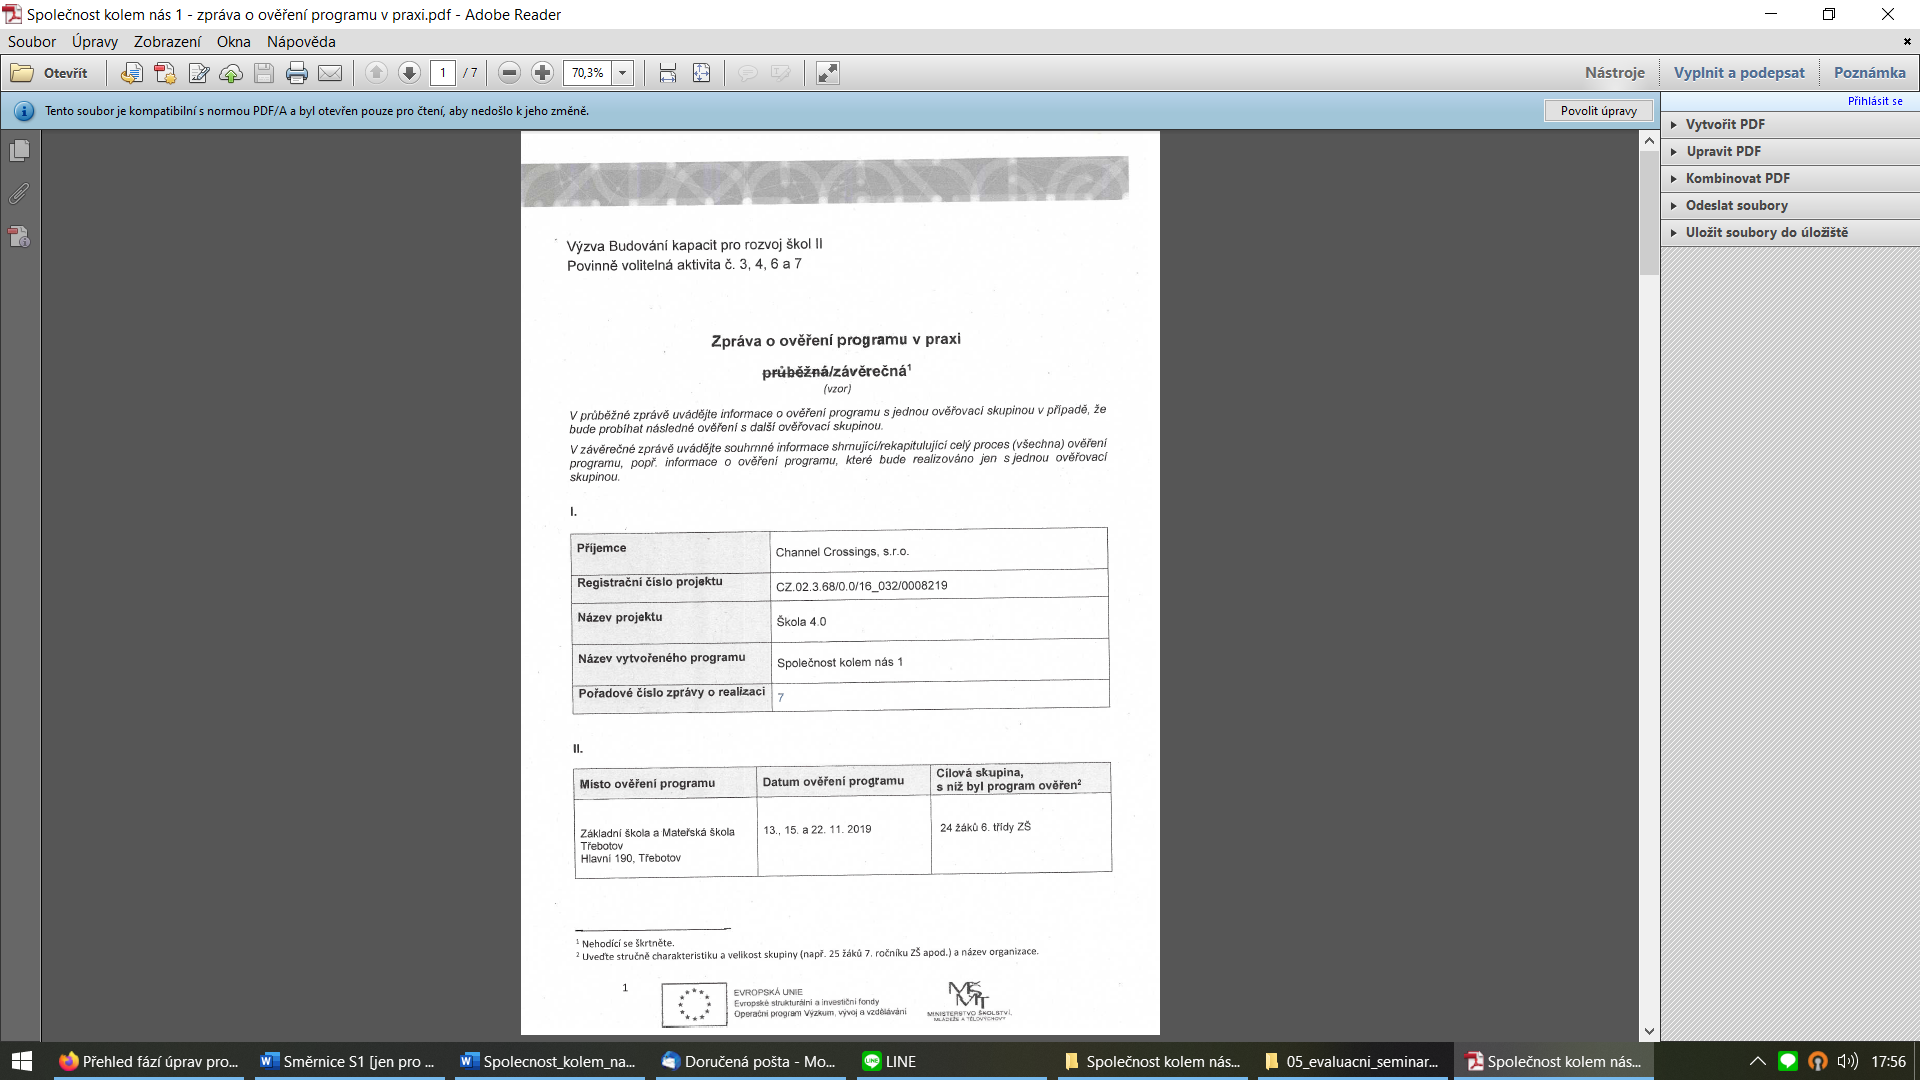 Společnost kolem nás 1 - zpráva o ověření programu v praxi.pdf - Adobe Reader
Soubor Úpravy Zobrazení Okna Nápověda
Otevřít 1 / 7 70,3% Nástroje Vyplnit a podepsat Poznámka
Tento soubor je kompatibilní s normou PDF/A a byl otevřen pouze pro čtení, aby nedošlo k jeho změně.
Povolit úpravy
Přihlásit se
Vytvořit PDF
Upravit PDF
Kombinovat PDF
Odeslat soubory
Uložit soubory do úložiště
Výzva Budování kapacit pro rozvoj škol II
Povinně volitelná aktivita č. 3, 4, 6 a 7
Zpráva o ověření programu v praxi
průběžná/závěrečná¹
(vzor)
V průběžné zprávě uvádějte informace o ověření programu s jednou ověřovací skupinou v případě, že
bude probíhat následné ověření s další ověřovací skupinou.
V závěrečné zprávě uvádějte souhrnné informace shrnující/rekapitulující celý proces (všechna) ověření
programu, popř. informace o ověření programu, které bude realizováno jen s jednou ověřovací
skupinou.
I.
Příjemce
Channel Crossings, s.r.o.
Registrační číslo projektu
CZ.02.3.68/0.0/16_032/0008219
Název projektu
Škola 4.0
Název vytvořeného programu
Společnost kolem nás 1
Pořadové číslo zprávy o realizaci
7
II.
Místo ověření programu
Datum ověření programu
Cílová skupina,
s níž byl program ověřen²
Základní škola a Mateřská škola
Třebotov
Hlavní 190, Třebotov
13., 15. a 22. 11. 2019
24 žáků 6. třídy ZŠ
¹ Nehodící se škrtněte.
² Uveďte stručně charakteristiku a velikost skupiny (např. 25 žáků 7. ročníku ZŠ apod.) a název organizace.
1
EVROPSKÁ UNIE
Evropské strukturální a investiční fondy
Operační program Výzkum, vývoj a vzdělávání
MŠMT
MINISTERSTVO ŠKOLSTVÍ,
MLÁDEŽE A TĚLOVÝCHOVY
Přehled fází úprav pro...
Směrnice S1 [jen pro ...
Spolecnost_kolem_na...
Doručená pošta - Mo...
LINE
Společnost kolem nás...
05_evaluacni_seminar...
Společnost kolem nás...
17:56